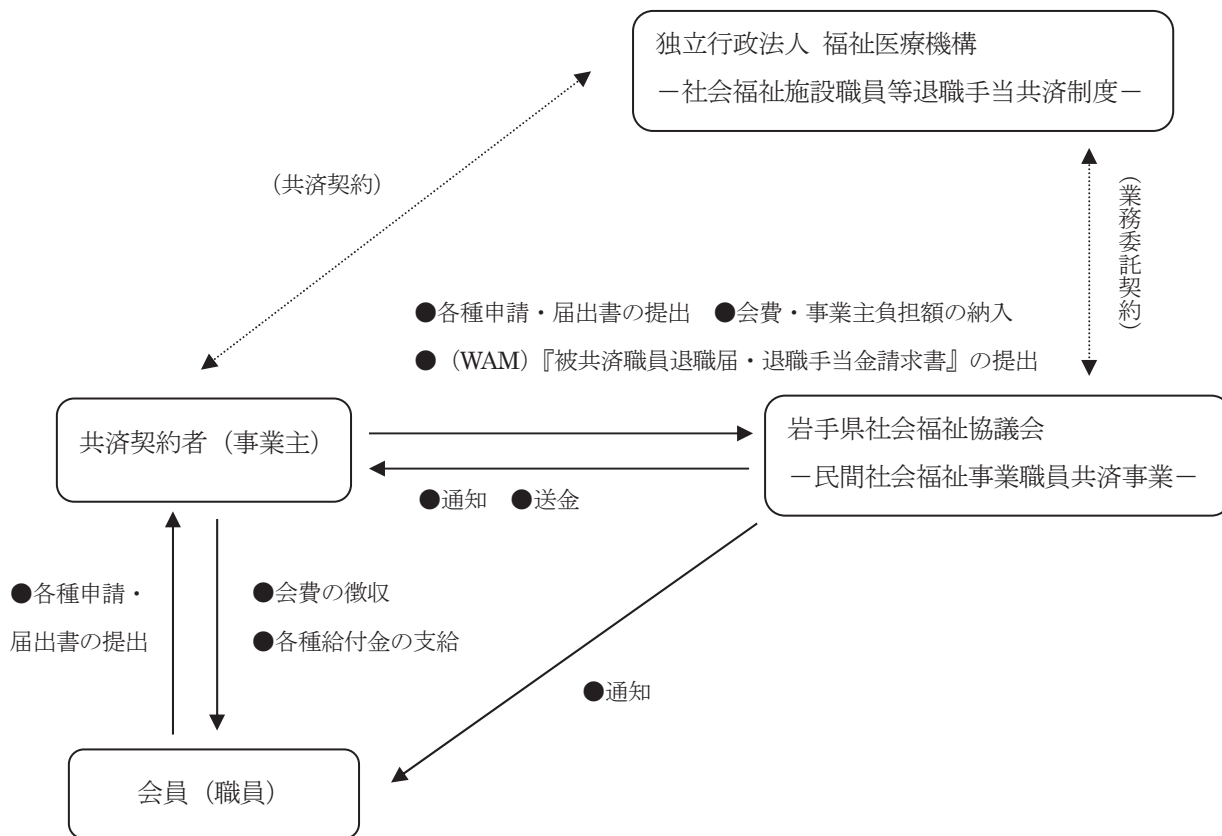 独立行政法人 福祉医療機構
－社会福祉施設職員等退職手当共済制度－
（共済契約）
（業務委託契約）
●各種申請・届出書の提出　●会費・事業主負担額の納入
●（WAM）『被共済職員退職届・退職手当金請求書』の提出
共済契約者（事業主）
岩手県社会福祉協議会
－民間社会福祉事業職員共済事業－
●通知　●送金
●各種申請・
届出書の提出
●会費の徴収
●各種給付金の支給
●通知
会員（職員）